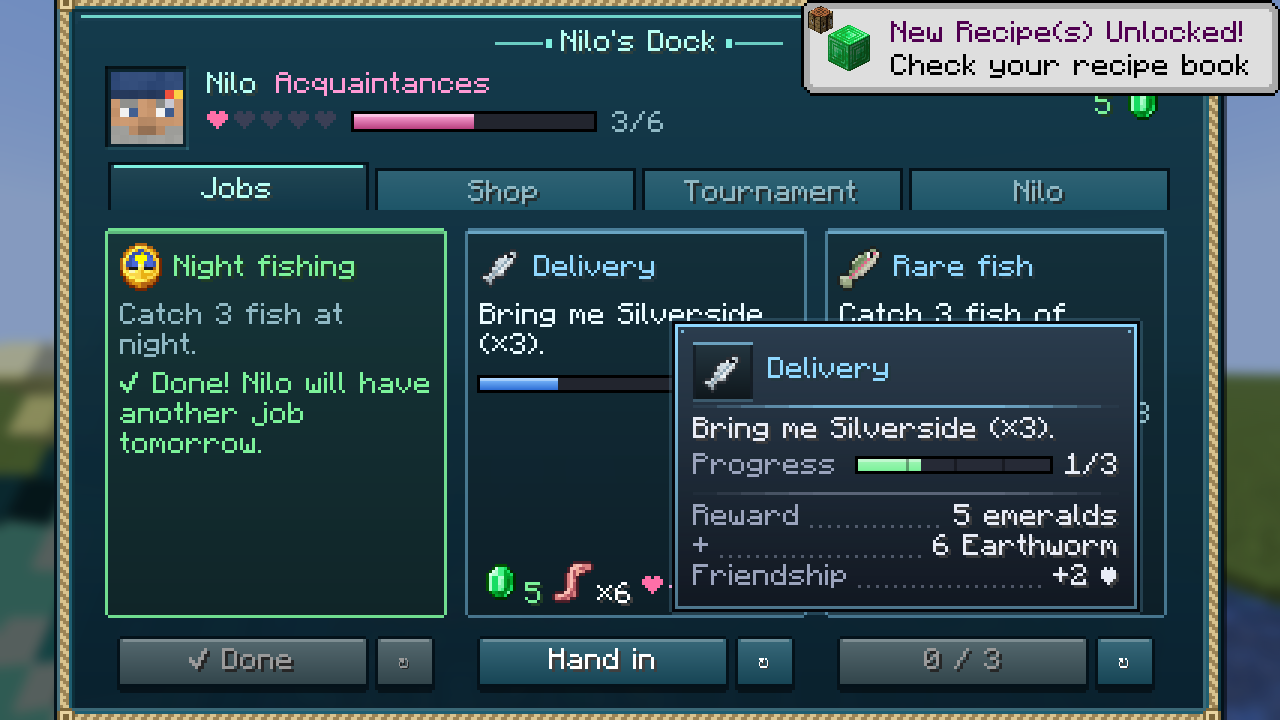 Nilo's Dock
New Recipe(s) Unlocked!
Check your recipe book
Nilo Acquaintances
3/6
5
Jobs
Shop
Tournament
Nilo
Night fishing
Catch 3 fish at
night.
✓ Done! Nilo will have
another job
tomorrow.
Delivery
Bring me Silverside
(×3).
5
×6
Rare fish
Catch 3 fish of
Delivery
Bring me Silverside (×3).
Progress 1/3
Reward 5 emeralds
+ 6 Earthworm
Friendship +2
✓ Done
Hand in
0 / 3